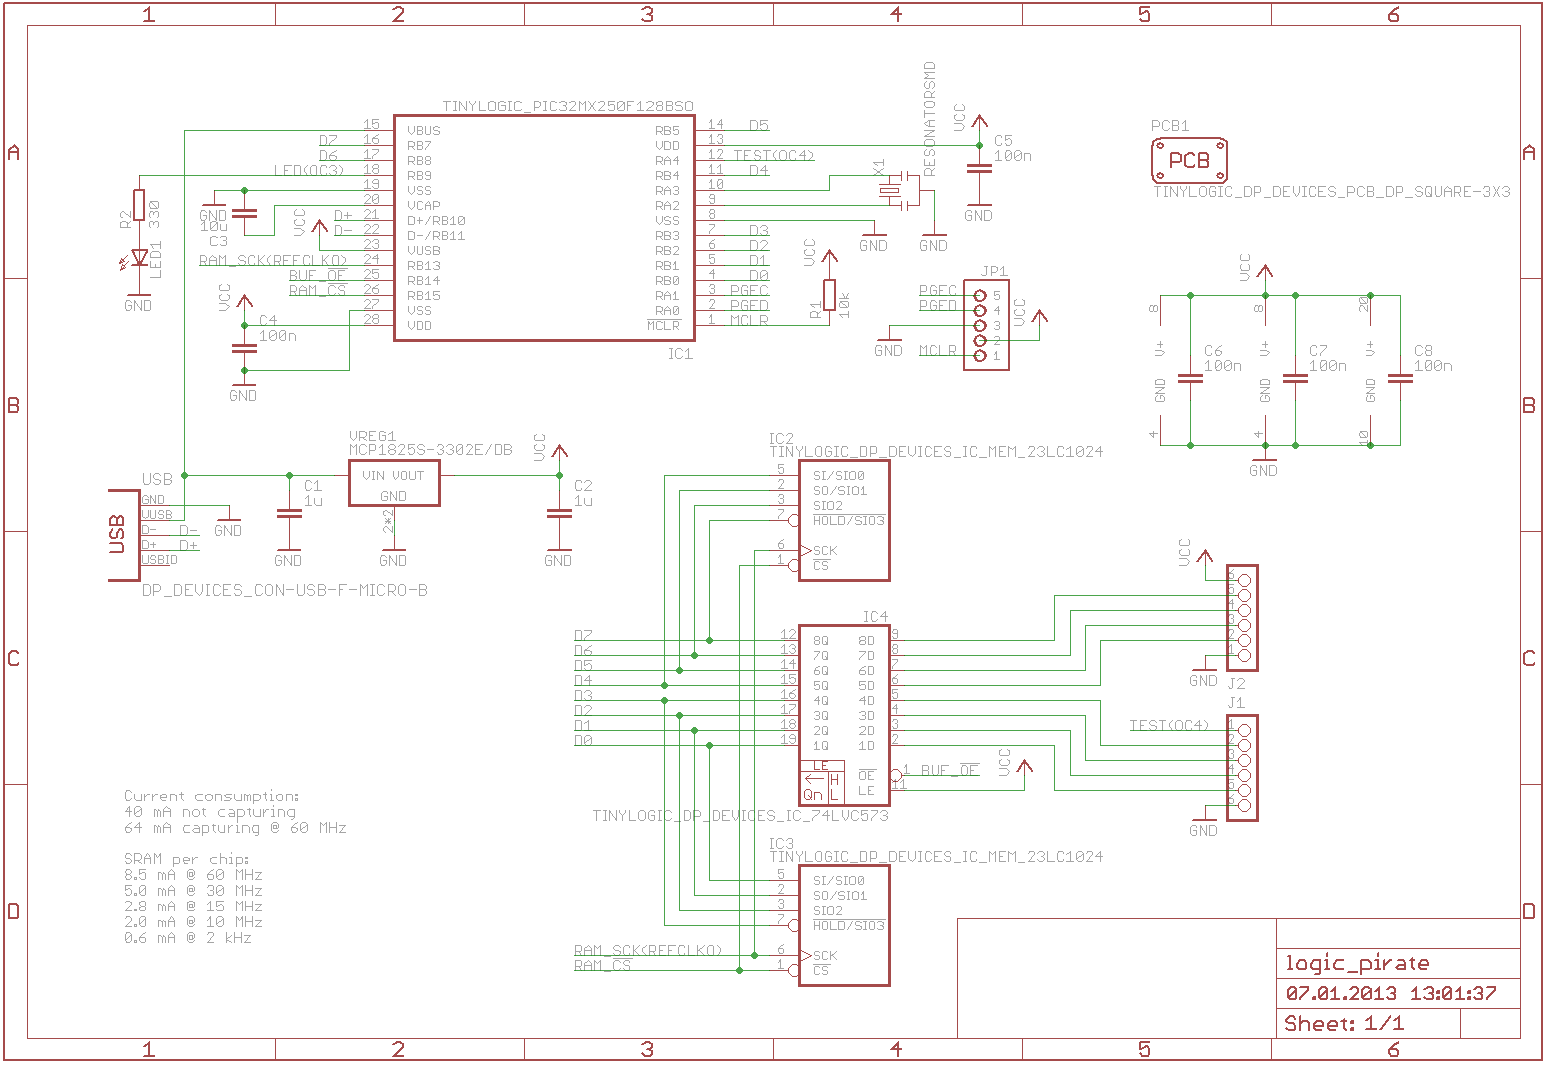 1 2 3 4 5 6
A A
B B
C C
D D
TINYLOGIC_PIC32MX250F128BSO
15 VBUS
D7 16 RB7
D6 17 RB8
LED(OC3) 18 RB9
19 VSS
20 VCAP
D+ 21 D+/RB10
D- 22 D-/RB11
23 VUSB
RAM_SCK(REFCLKO) 24 RB13
BUF_OE 25 RB14
RAM_CS 26 RB15
27 VSS
28 VDD
RB5 14 D5
VDD 13
RA4 12 TEST(OC4)
RB4 11 D4
RA3 10
RA2 9
VSS 8
RB3 7 D3
RB2 6 D2
RB1 5 D1
RB0 4 D0
RA1 3 PGEC
RA0 2 PGED
MCLR 1 MCLR
IC1
R2
330
LED1
GND
GND
10u
C3
VCC
VCC
C4
100n
GND
X1
RESONATORSMD
GND
GND
VCC
C5
100n
GND
VCC
R1
10k
JP1
PGEC 5
PGED 4
3
2
MCLR 1
GND
VCC
PCB1
PCB
TINYLOGIC_DP_DEVICES_PCB_DP_SQUARE-3X3
VCC
8 8 20
V+ V+ V+
C6 C7 C8
100n 100n 100n
GND GND GND
4 4 10
GND
USB
USB
GND
VUSB
D- D-
D+ D+
USBID
GND
DP_DEVICES_CON-USB-F-MICRO-B
C1
1u
GND
VREG1
MCP1825S-3302E/DB
VIN VOUT
GND
2*2
GND
VCC
C2
1u
GND
IC2
TINYLOGIC_DP_DEVICES_IC_MEM_23LC1024
5 SI/SIO0
2 SO/SIO1
3 SIO2
7 HOLD/SIO3
6 SCK
1 CS
IC4
D7 12 8Q 8D 9
D6 13 7Q 7D 8
D5 14 6Q 6D 7
D4 15 5Q 5D 6
D3 16 4Q 4D 5
D2 17 3Q 3D 4
D1 18 2Q 2D 3
D0 19 1Q 1D 2
LE
H
Qn L
OE 1 BUF_OE
LE 11
VCC
TINYLOGIC_DP_DEVICES_IC_74LVC573
IC3
TINYLOGIC_DP_DEVICES_IC_MEM_23LC1024
5 SI/SIO0
2 SO/SIO1
3 SIO2
7 HOLD/SIO3
RAM_SCK(REFCLKO) 6 SCK
RAM_CS 1 CS
VCC
6
5
4
3
2
1
GND
J2
J1
TEST(OC4) 1
2
3
4
5
6
GND
Current consumption:
40 mA not capturing
64 mA capturing @ 60 MHz
SRAM per chip:
8.5 mA @ 60 MHz
5.0 mA @ 30 MHz
2.8 mA @ 15 MHz
2.0 mA @ 10 MHz
0.6 mA @ 2 kHz
logic_pirate
07.01.2013 13:01:37
Sheet: 1/1
1 2 3 4 5 6